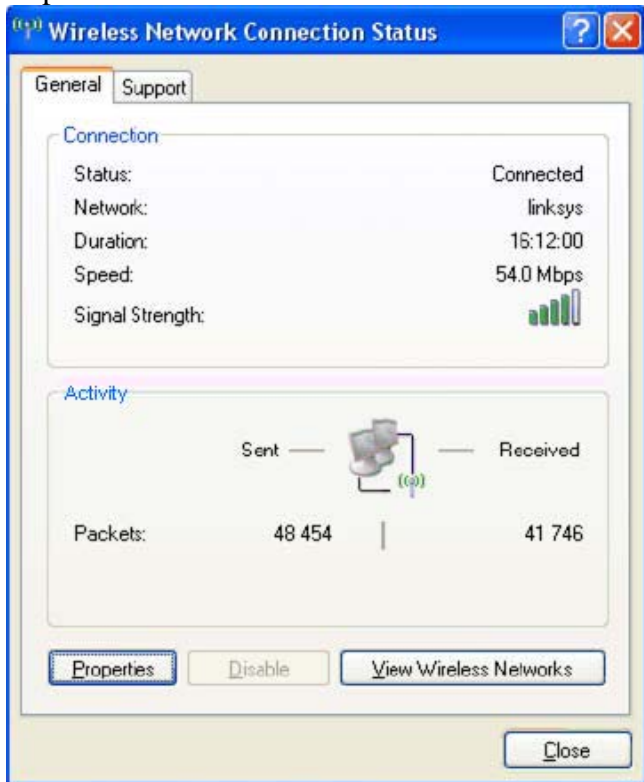 Wireless Network Connection Status
General Support
Connection
Status: Connected
Network: linksys
Duration: 16:12:00
Speed: 54.0 Mbps
Signal Strength:
Activity
Sent Received
Packets: 48 454 41 746
Properties Disable View Wireless Networks
Close